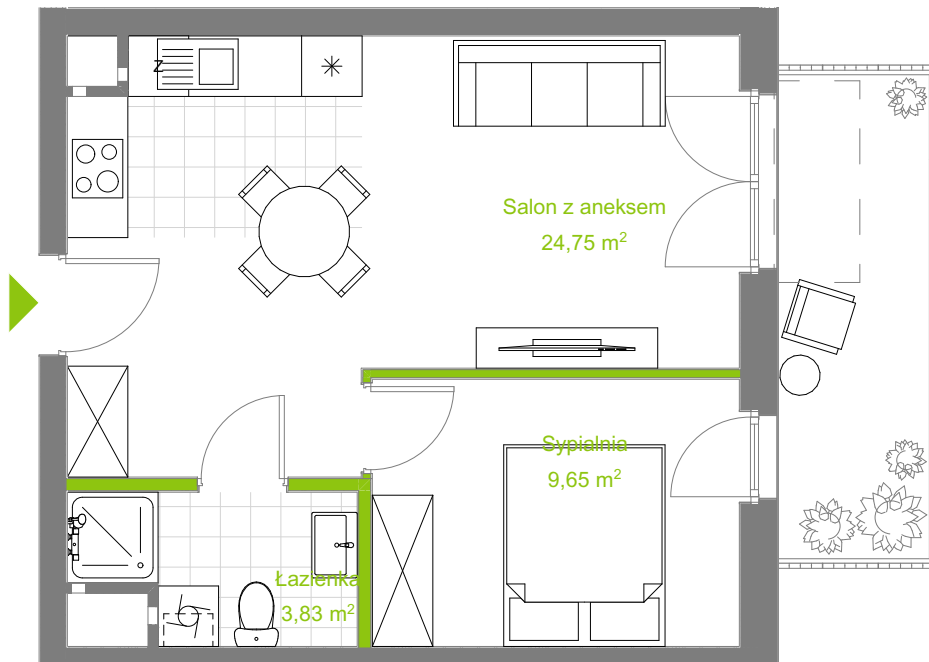 Z
Salon z aneksem
24,75 m²
Sypialnia
9,65 m²
Łazienka
3,83 m²